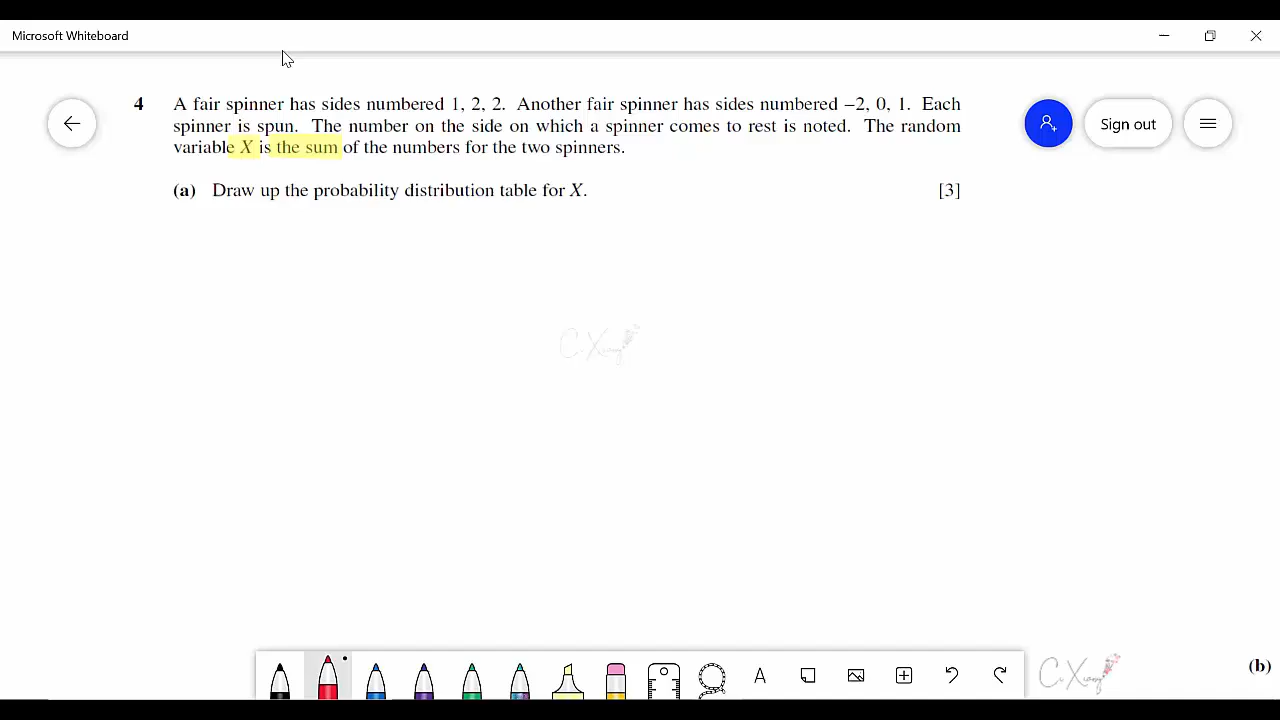 Microsoft Whiteboard
4 A fair spinner has sides numbered 1, 2, 2. Another fair spinner has sides numbered −2, 0, 1. Each
spinner is spun. The number on the side on which a spinner comes to rest is noted. The random
variable X is the sum of the numbers for the two spinners.
Sign out
(a) Draw up the probability distribution table for X. [3]
C.Xiang
(b)
A
C.Xiang